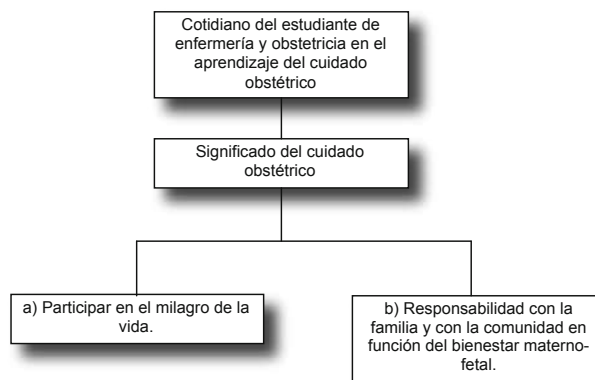 Cotidiano del estudiante de
enfermería y obstetricia en el
aprendizaje del cuidado
obstétrico
Significado del cuidado
obstétrico
a) Participar en el milagro de la
vida.
b) Responsabilidad con la
familia y con la comunidad en
función del bienestar materno-
fetal.